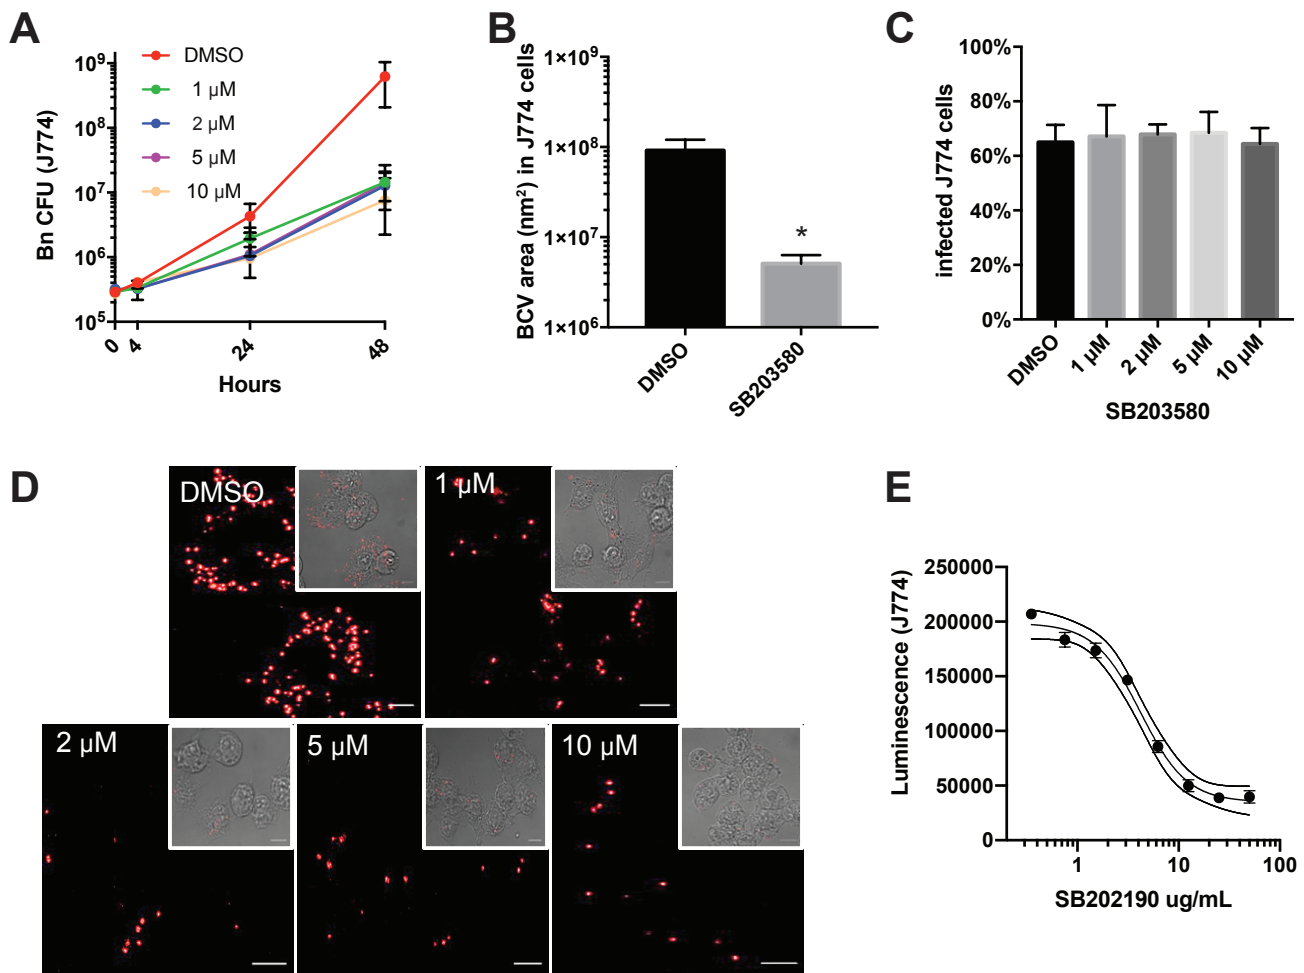 A
DMSO
1 µM
2 µM
5 µM
10 µM
Bn CFU (J774)
10⁹
10⁸
10⁷
10⁶
10⁵
0
4
24
48
Hours
B
BCV area (nm²) in J774 cells
1×10⁹
1×10⁸
1×10⁷
1×10⁶
*
DMSO
SB203580
C
infected J774 cells
100%
80%
60%
40%
20%
0%
DMSO
1 µM
2 µM
5 µM
10 µM
SB203580
D
DMSO
1 µM
2 µM
5 µM
10 µM
E
Luminescence (J774)
250000
200000
150000
100000
50000
0
1
10
100
SB202190 ug/mL